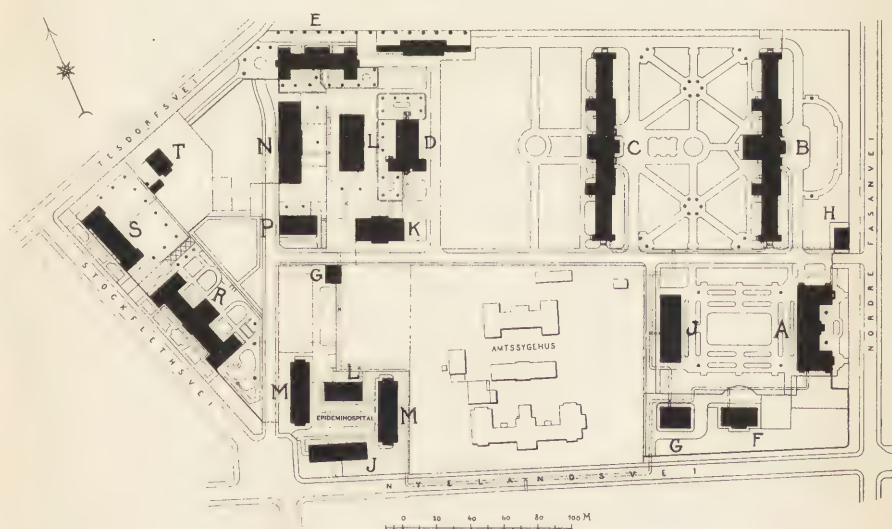 E
TESDORFSVEJ
T
N
L
D
C
B
S
P
K
H
R
G
NORDRE FASANVEJ
STOCKFLETHSVEJ
J
A
AMTSSYGEHUS
M
L
EPIDEMIHOSPITAL
M
G
F
J
NYELANDSVEJ
0 20 40 60 80 100 M